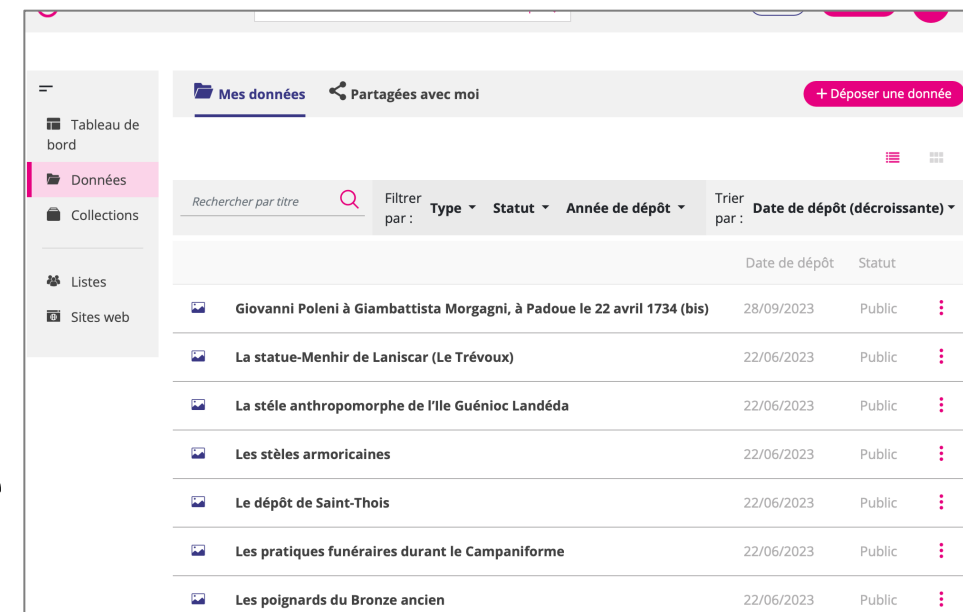 Mes données
Partagées avec moi
+ Déposer une donnée
Tableau de
bord
Données
Collections
Listes
Sites web
Rechercher par titre
Filtrer
par :
Type
Statut
Année de dépôt
Trier
par :
Date de dépôt (décroissante)
Date de dépôt Statut
Giovanni Poleni à Giambattista Morgagni, à Padoue le 22 avril 1734 (bis) 28/09/2023 Public
La statue-Menhir de Laniscar (Le Trévoux) 22/06/2023 Public
La stéle anthropomorphe de l’Ile Guénioc Landéda 22/06/2023 Public
Les stèles armoricaines 22/06/2023 Public
Le dépôt de Saint-Thois 22/06/2023 Public
Les pratiques funéraires durant le Campaniforme 22/06/2023 Public
Les poignards du Bronze ancien 22/06/2023 Public